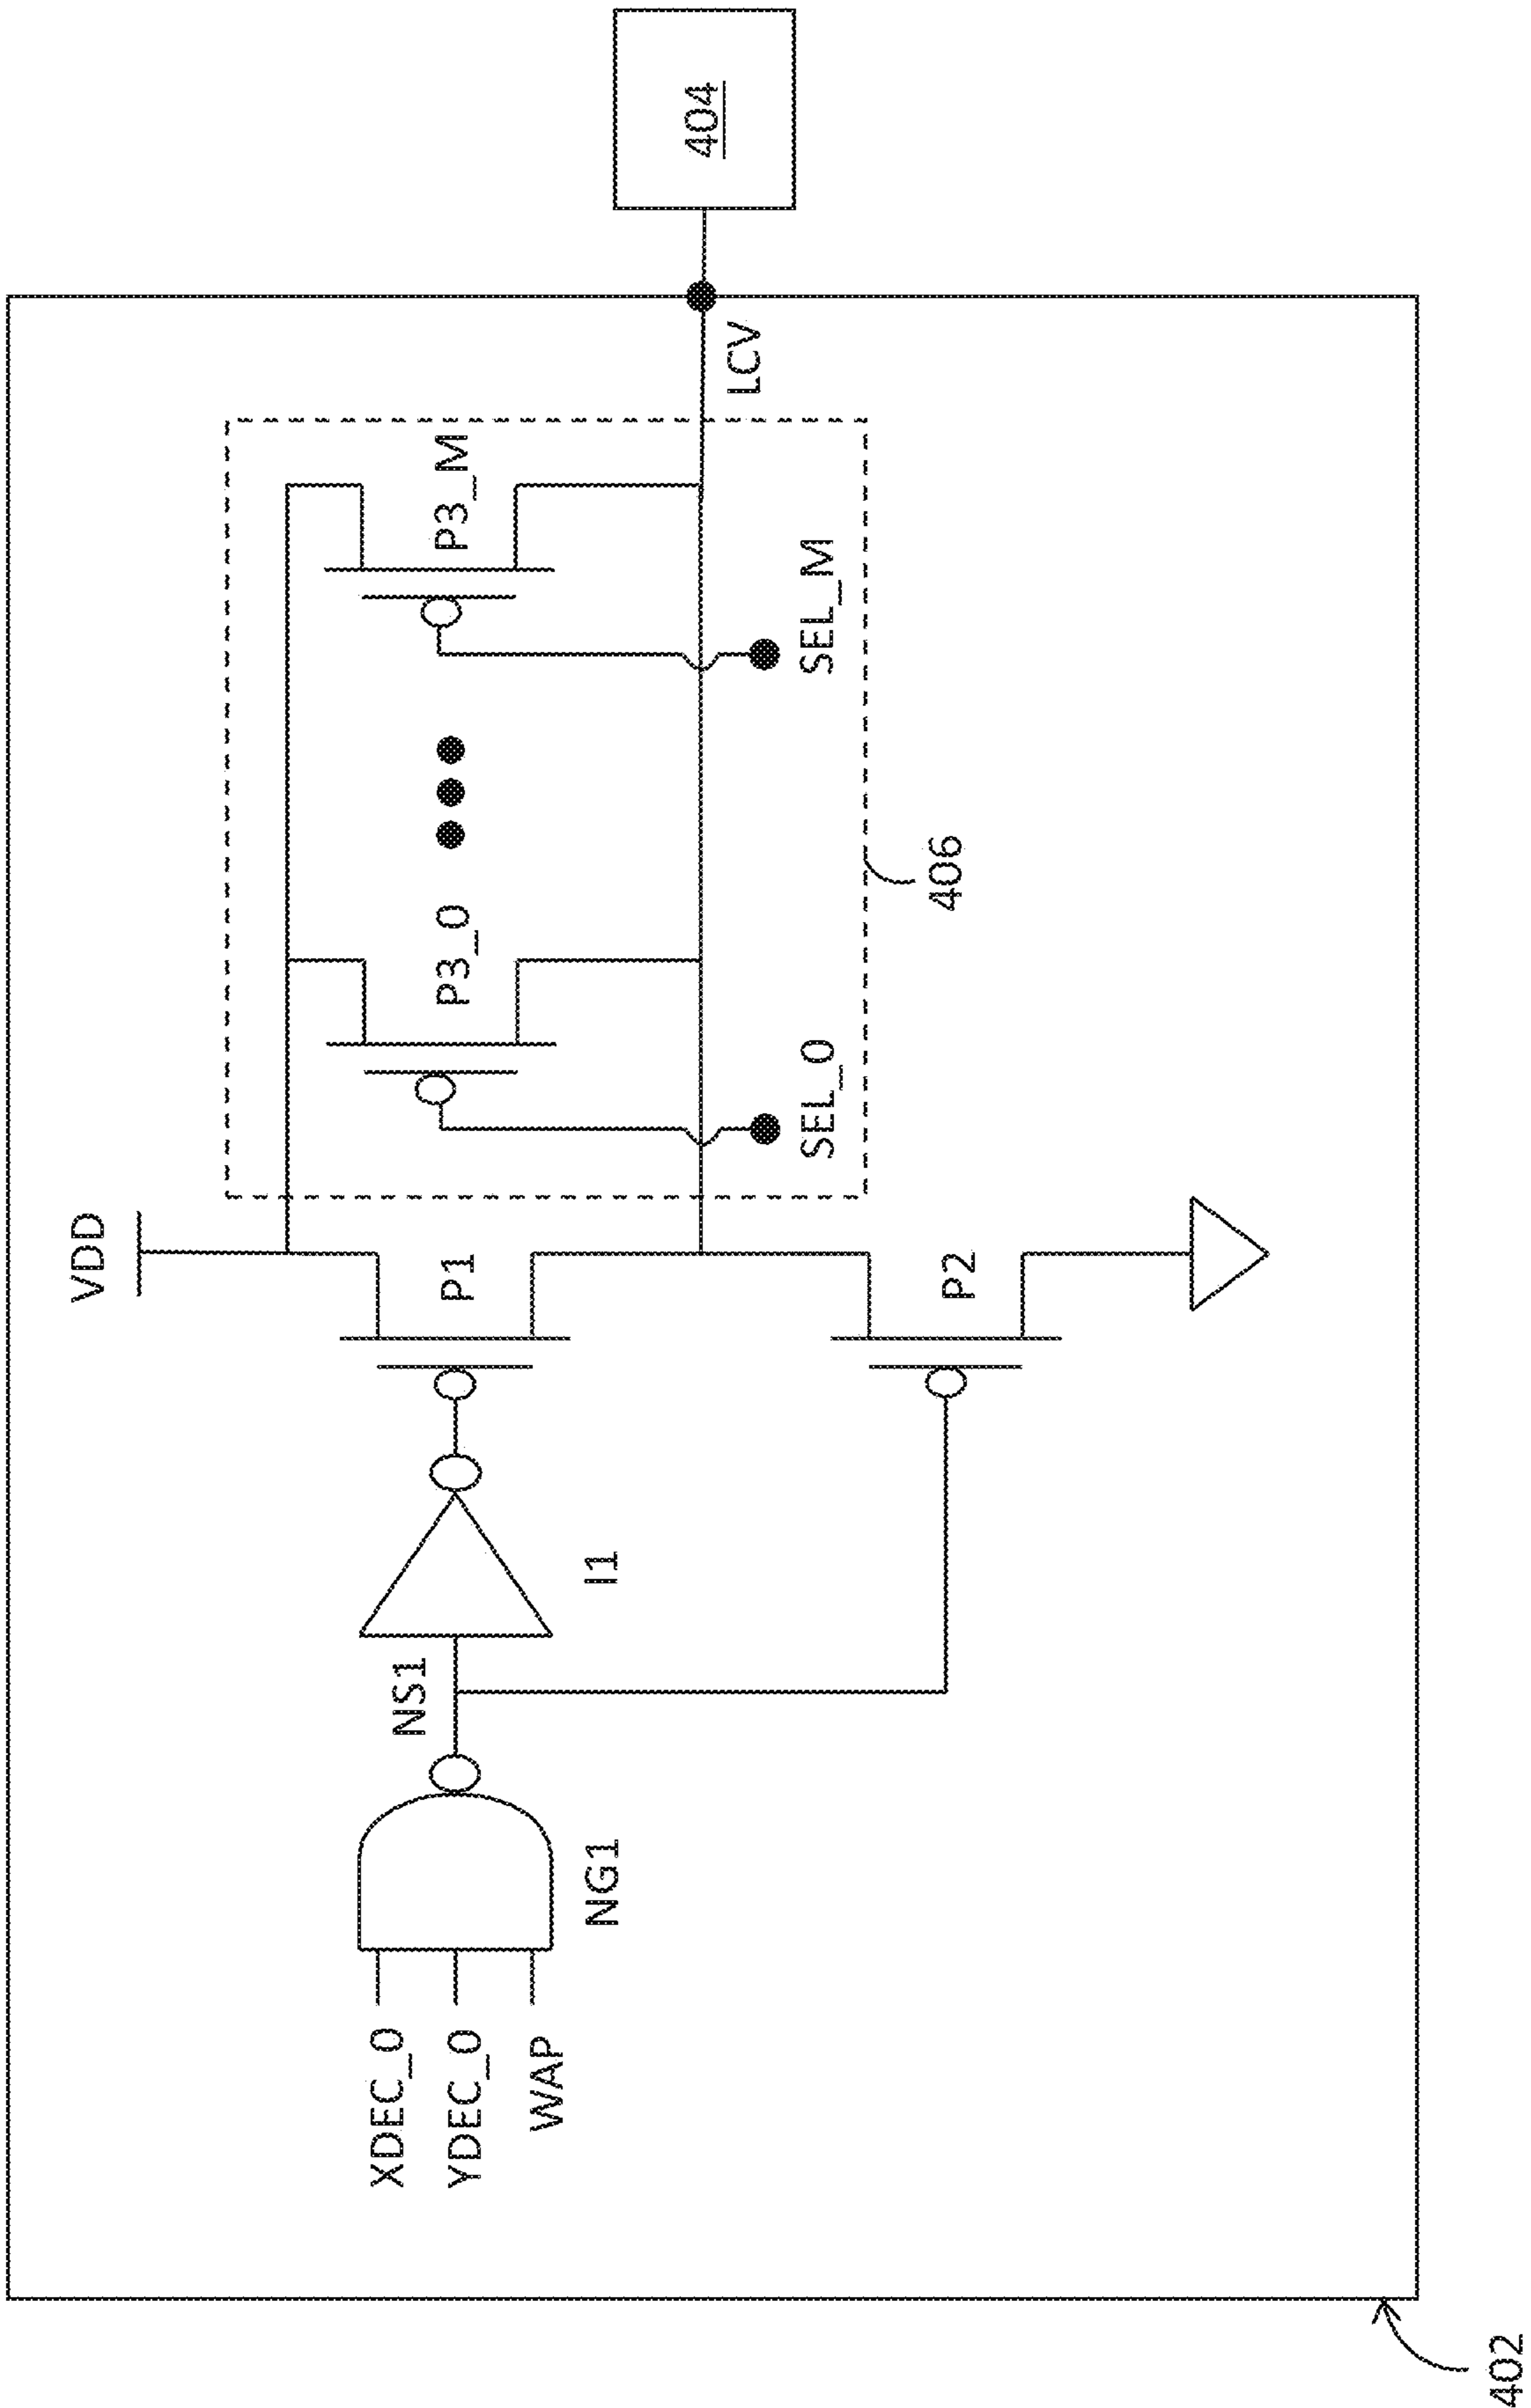 VDD
XDEC_0
YDEC_0
WAP
NG1
NS1
I1
P1
P2
P3_0
P3_M
SEL_0
SEL_M
LCV
404
406
402